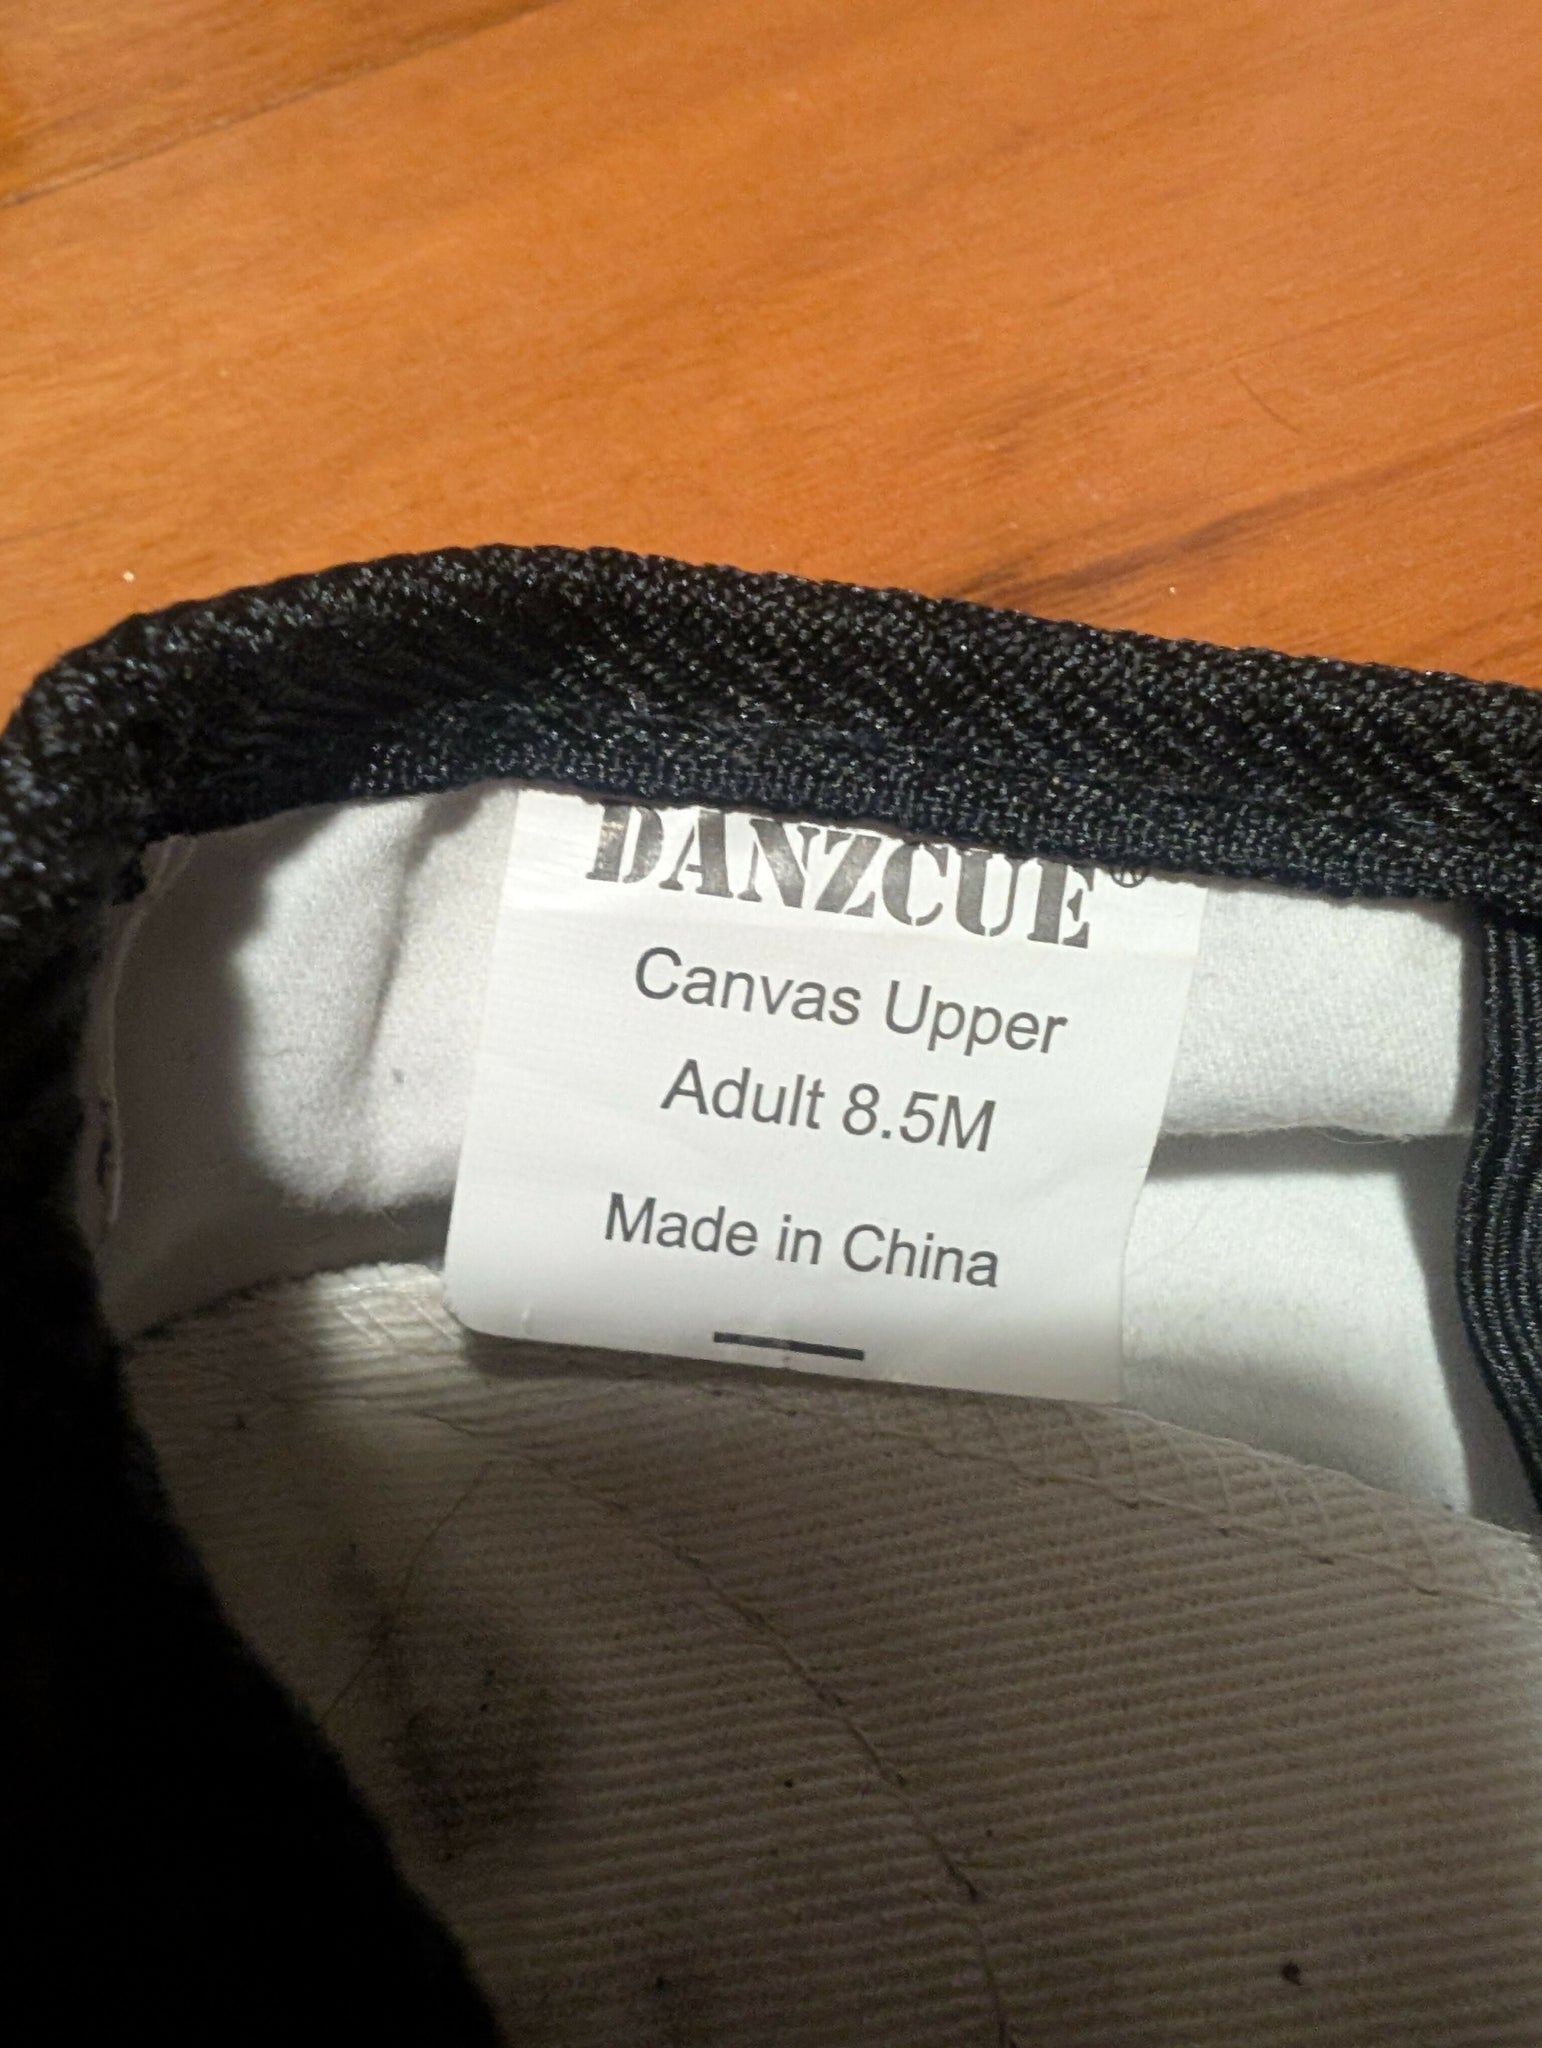 DANZCUE®
Canvas Upper
Adult 8.5M
Made in China